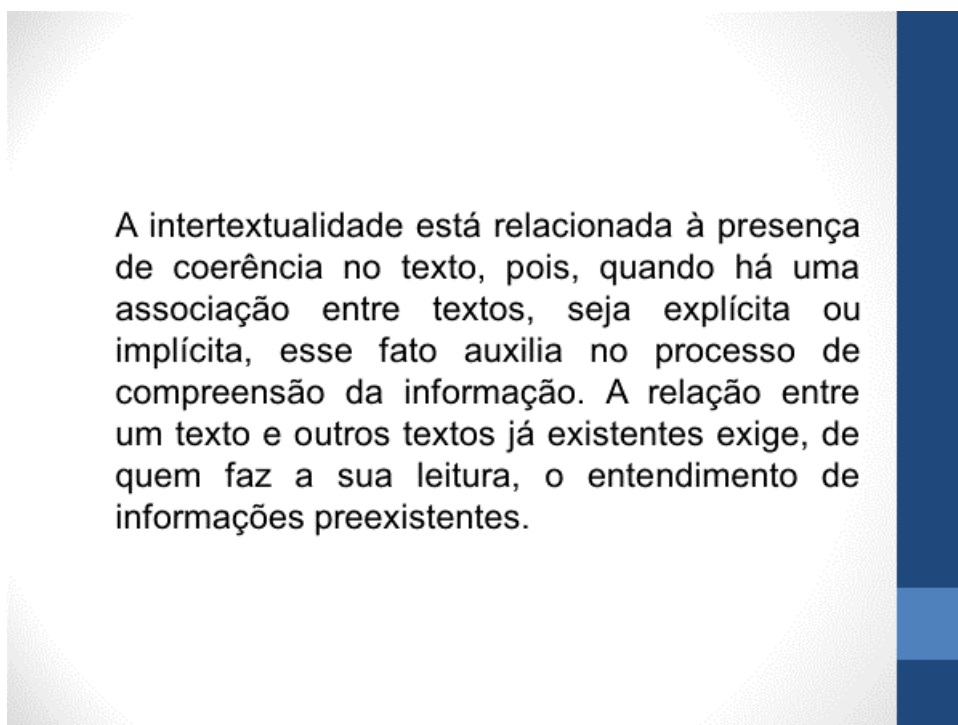 A intertextualidade está relacionada à presença
de coerência no texto, pois, quando há uma
associação entre textos, seja explícita ou
implícita, esse fato auxilia no processo de
compreensão da informação. A relação entre
um texto e outros textos já existentes exige, de
quem faz a sua leitura, o entendimento de
informações preexistentes.